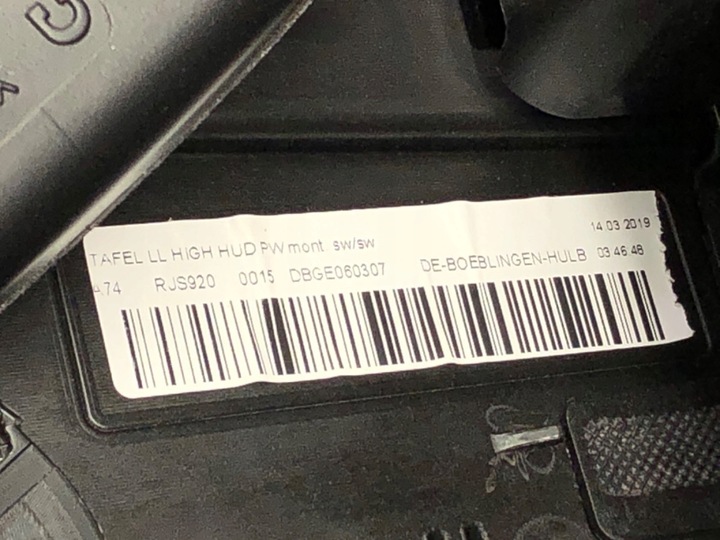 TAFEL LL HIGH HUD PW mont. sw/sw 14.03.2019
A74 RJS920 0015 DBGE060307 DE-BOEBLINGEN-HULB 03:46:48